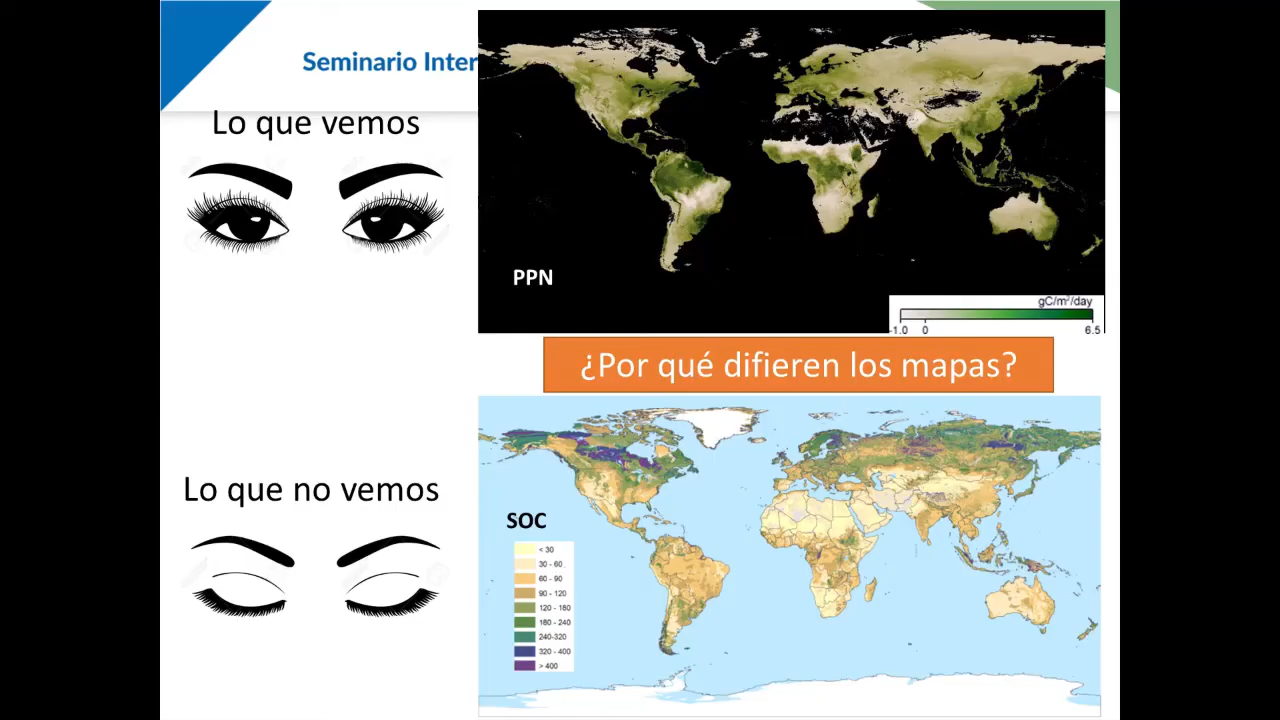 Seminario Inter
Lo que vemos
PPN
gC/m²/day
-1.0 0 6.5
¿Por qué difieren los mapas?
Lo que no vemos
SOC
< 30
30 - 60
60 - 90
90 - 120
120 - 180
180 - 240
240-320
320 - 400
> 400